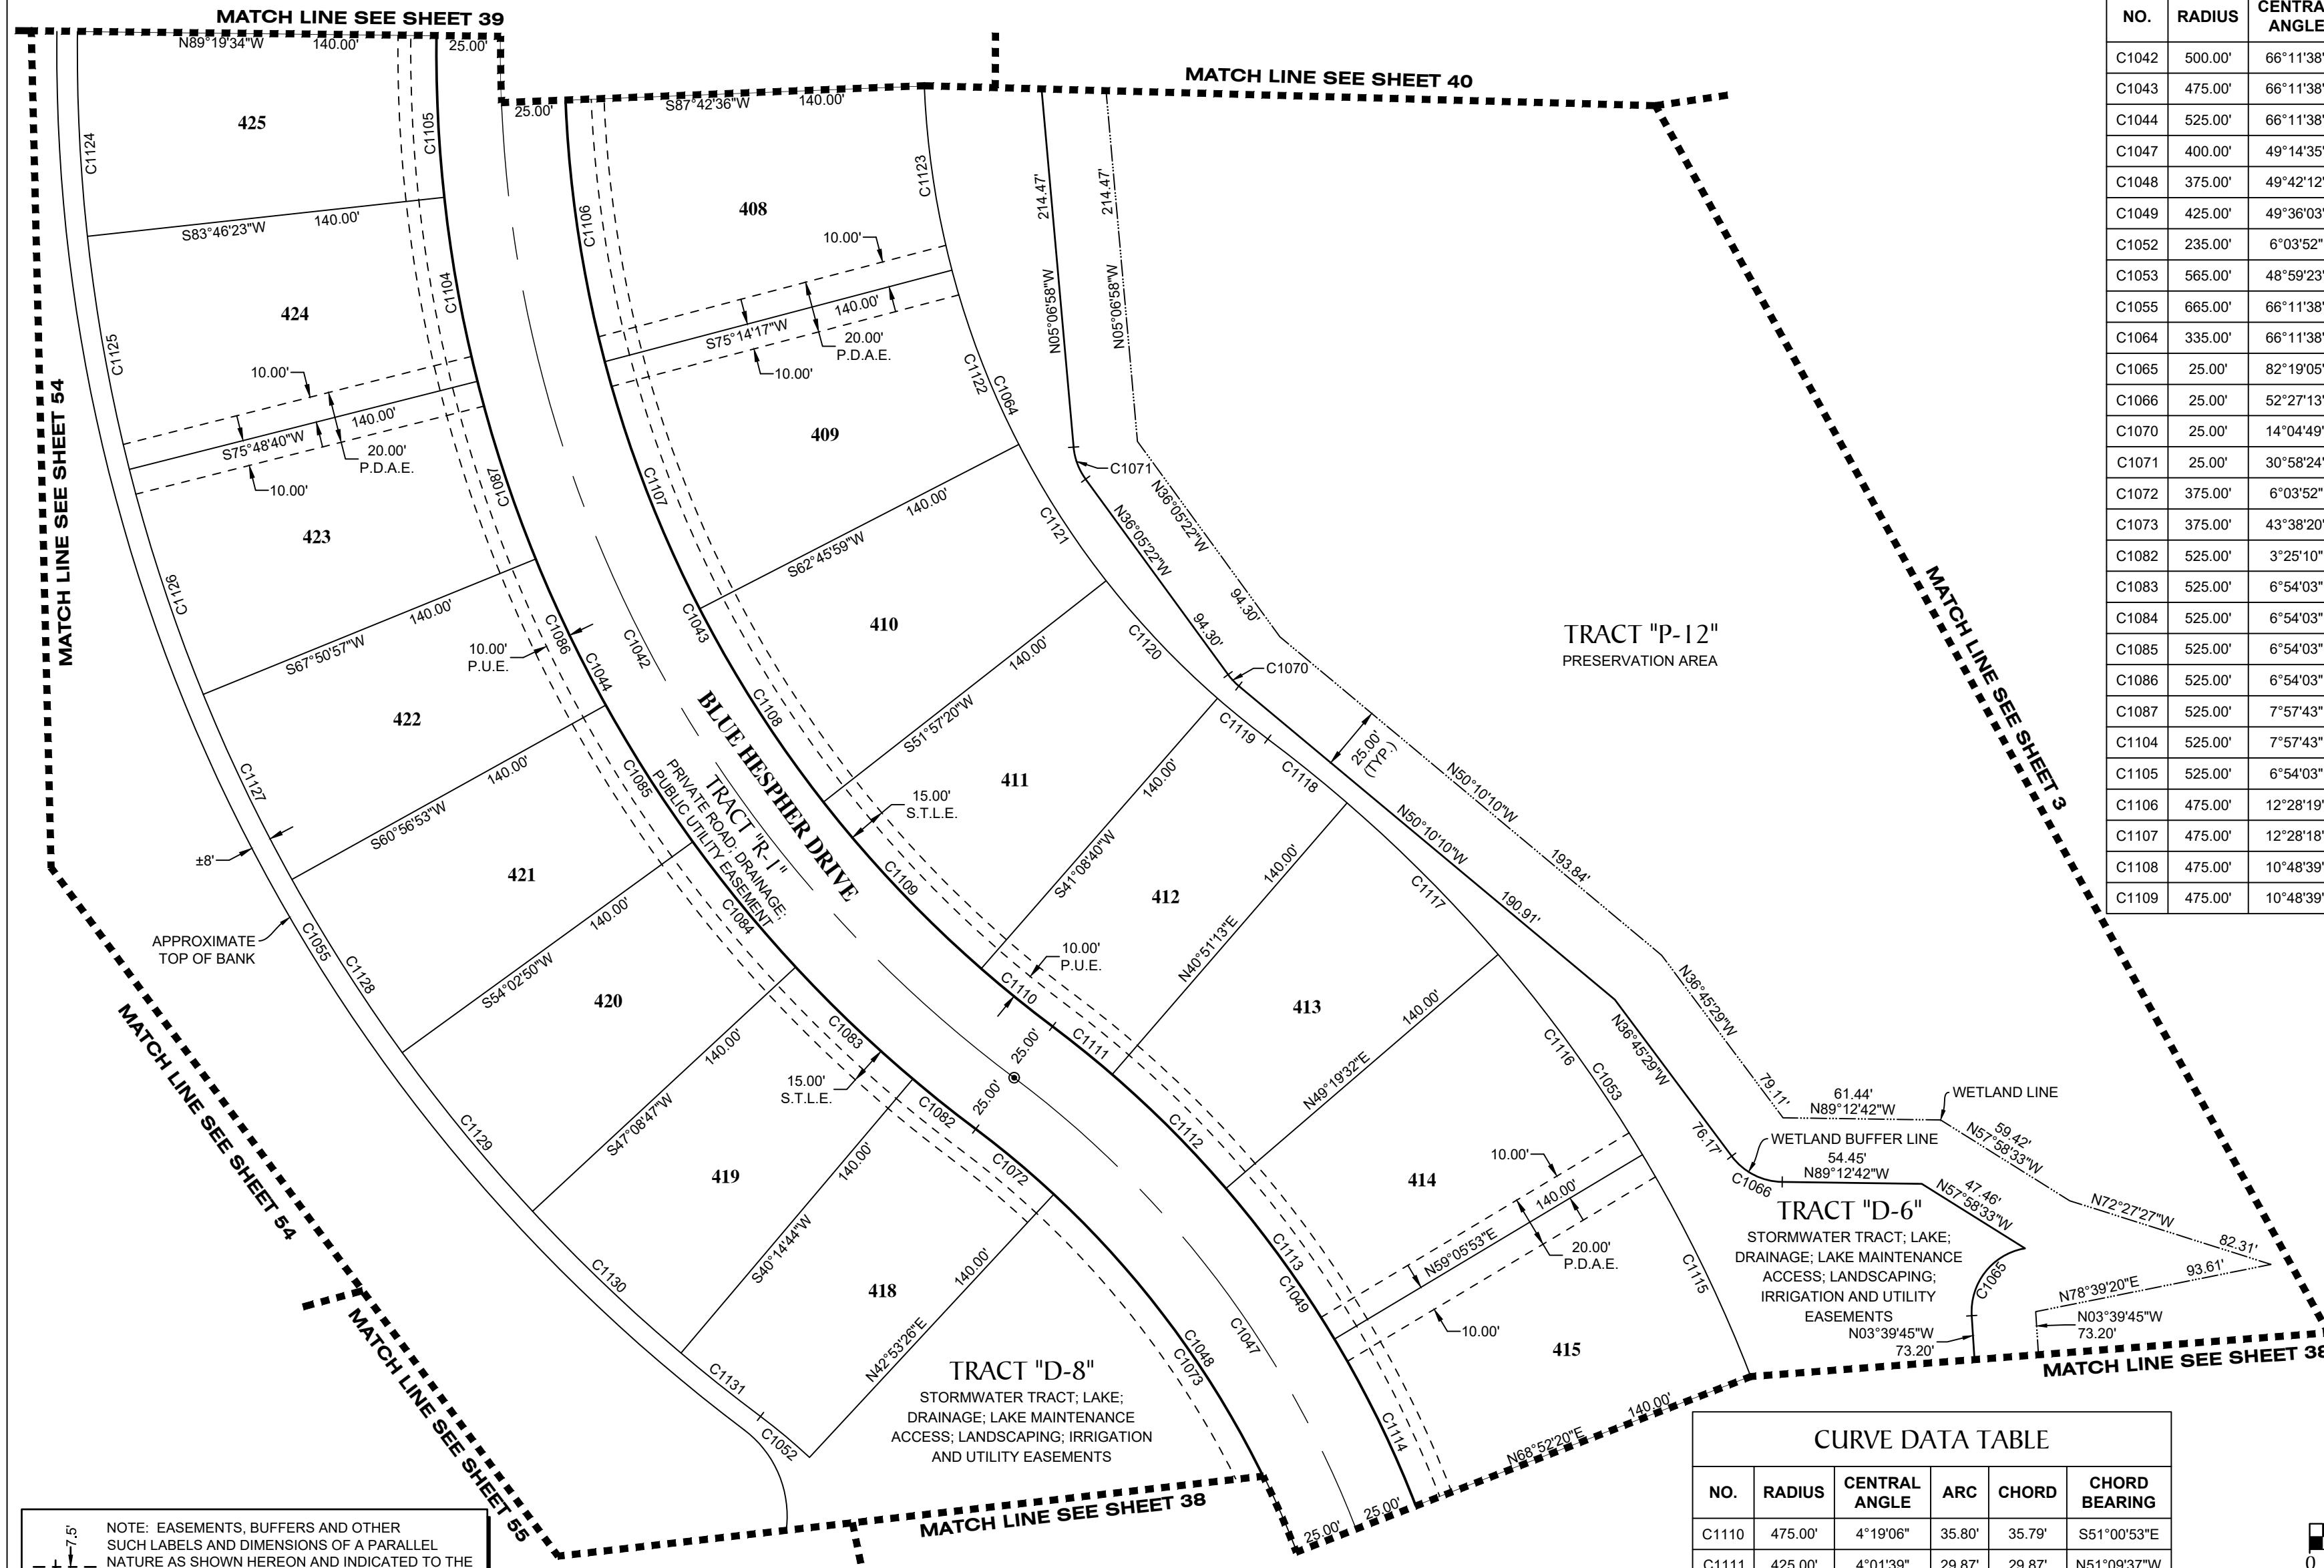 MATCH LINE SEE SHEET 39
N89°19'34"W 140.00' 25.00'
MATCH LINE SEE SHEET 40
25.00' S87°42'36"W 140.00'
425
C1124
C1105
S83°46'23"W 140.00'
424
C1104
C1125
10.00'
S75°48'40"W 140.00'
20.00'
P.D.A.E.
10.00'
MATCH LINE SEE SHEET 54
423
C1087
C1126
S67°50'57"W 140.00'
10.00'
P.U.E.
C1086
C1044
422
C1127
S60°56'53"W 140.00'
±8'
C1085
421
APPROXIMATE
TOP OF BANK
C1055
C1128
S54°02'50"W 140.00'
C1084
420
C1129
S47°08'47"W 140.00'
C1083
15.00'
S.T.L.E.
C1082
419
C1130
S40°14'44"W 140.00'
C1072
418
C1131
N42°53'26"E 140.00'
C1052
MATCH LINE SEE SHEET 54
MATCH LINE SEE SHEET 55
408
C1106
C1123
10.00'
S75°14'17"W 140.00'
20.00'
P.D.A.E.
10.00'
C1122
C1064
409
C1107
S62°45'59"W 140.00'
C1121
C1043
C1042
410
C1120
C1108
S51°57'20"W 140.00'
BLUE HESPHER DRIVE
TRACT "R-1"
PRIVATE ROAD; DRAINAGE;
PUBLIC UTILITY EASEMENT
411
15.00'
S.T.L.E.
C1119
C1109
S41°08'40"W 140.00'
C1118
412
10.00'
P.U.E.
C1110
N40°51'13"E 140.00'
C1117
25.00'
25.00'
C1111
413
C1112
N49°19'32"E 140.00'
C1116
C1053
414
10.00'
N59°05'53"E 140.00'
20.00'
P.D.A.E.
10.00'
C1113
C1049
C1115
415
C1047
C1048
C1073
C1114
N68°52'20"E 140.00'
25.00' 25.00'
TRACT "D-8"
STORMWATER TRACT; LAKE;
DRAINAGE; LAKE MAINTENANCE
ACCESS; LANDSCAPING; IRRIGATION
AND UTILITY EASEMENTS
MATCH LINE SEE SHEET 38
N05°06'58"W 214.47'
N05°06'58"W 214.47'
C1071
N36°05'22"W 94.30'
N36°05'22"W 94.30'
C1070
TRACT "P-12"
PRESERVATION AREA
25.00'
(TYP.)
N50°10'10"W 193.84'
N50°10'10"W 190.91'
N36°45'29"W 79.11'
N36°45'29"W 76.17'
61.44'
N89°12'42"W
WETLAND LINE
WETLAND BUFFER LINE
54.45'
N89°12'42"W
C1066
59.42'
N57°58'33"W
47.46'
N57°58'33"W
N72°27'27"W 82.31'
N78°39'20"E 93.61'
C1065
N03°39'45"W
73.20'
N03°39'45"W
73.20'
TRACT "D-6"
STORMWATER TRACT; LAKE;
DRAINAGE; LAKE MAINTENANCE
ACCESS; LANDSCAPING;
IRRIGATION AND UTILITY
EASEMENTS
MATCH LINE SEE SHEET 3
MATCH LINE SEE SHEET 38
NO. RADIUS CENTRA
ANGLE
C1042 500.00' 66°11'38"
C1043 475.00' 66°11'38"
C1044 525.00' 66°11'38"
C1047 400.00' 49°14'35"
C1048 375.00' 49°42'12"
C1049 425.00' 49°36'03"
C1052 235.00' 6°03'52"
C1053 565.00' 48°59'23"
C1055 665.00' 66°11'38"
C1064 335.00' 66°11'38"
C1065 25.00' 82°19'05"
C1066 25.00' 52°27'13"
C1070 25.00' 14°04'49"
C1071 25.00' 30°58'24"
C1072 375.00' 6°03'52"
C1073 375.00' 43°38'20"
C1082 525.00' 3°25'10"
C1083 525.00' 6°54'03"
C1084 525.00' 6°54'03"
C1085 525.00' 6°54'03"
C1086 525.00' 6°54'03"
C1087 525.00' 7°57'43"
C1104 525.00' 7°57'43"
C1105 525.00' 6°54'03"
C1106 475.00' 12°28'19"
C1107 475.00' 12°28'18"
C1108 475.00' 10°48'39"
C1109 475.00' 10°48'39"
CURVE DATA TABLE
NO. RADIUS CENTRAL ANGLE ARC CHORD CHORD BEARING
C1110 475.00' 4°19'06" 35.80' 35.79' S51°00'53"E
C1111 425.00' 4°01'39" 29.87' 29.87' N51°09'37"W
7.5'
NOTE: EASEMENTS, BUFFERS AND OTHER
SUCH LABELS AND DIMENSIONS OF A PARALLEL
NATURE AS SHOWN HEREON AND INDICATED TO THE
0